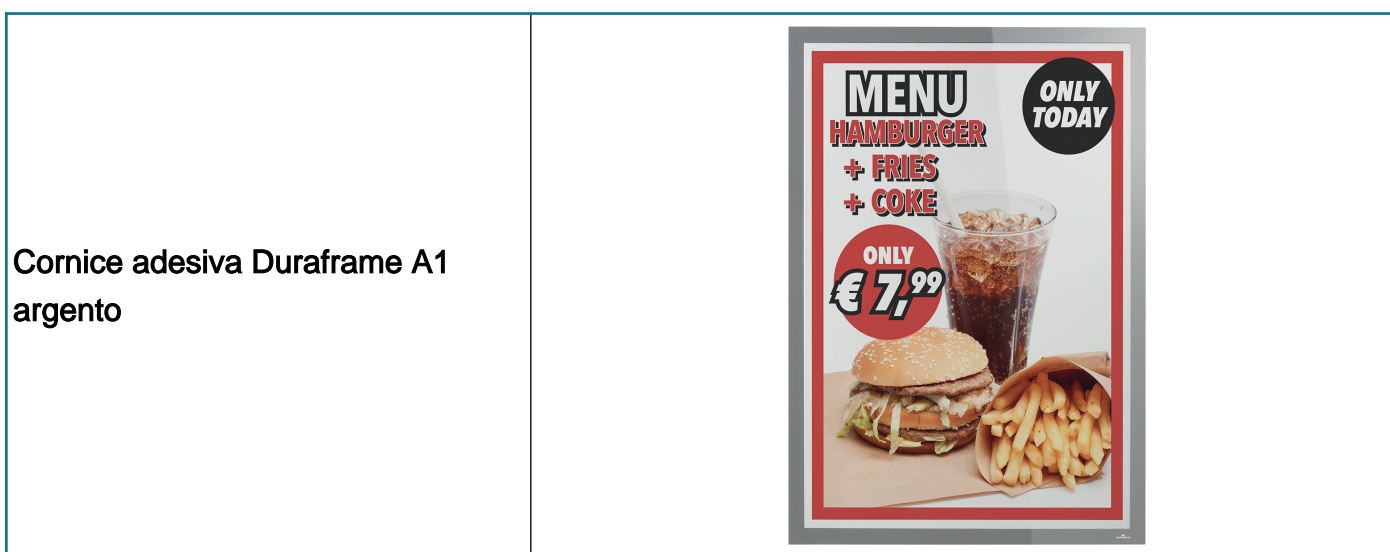 Cornice adesiva Duraframe A1
argento
MENU
HAMBURGER
+ FRIES
+ COKE
ONLY
TODAY
ONLY
€ 7,99